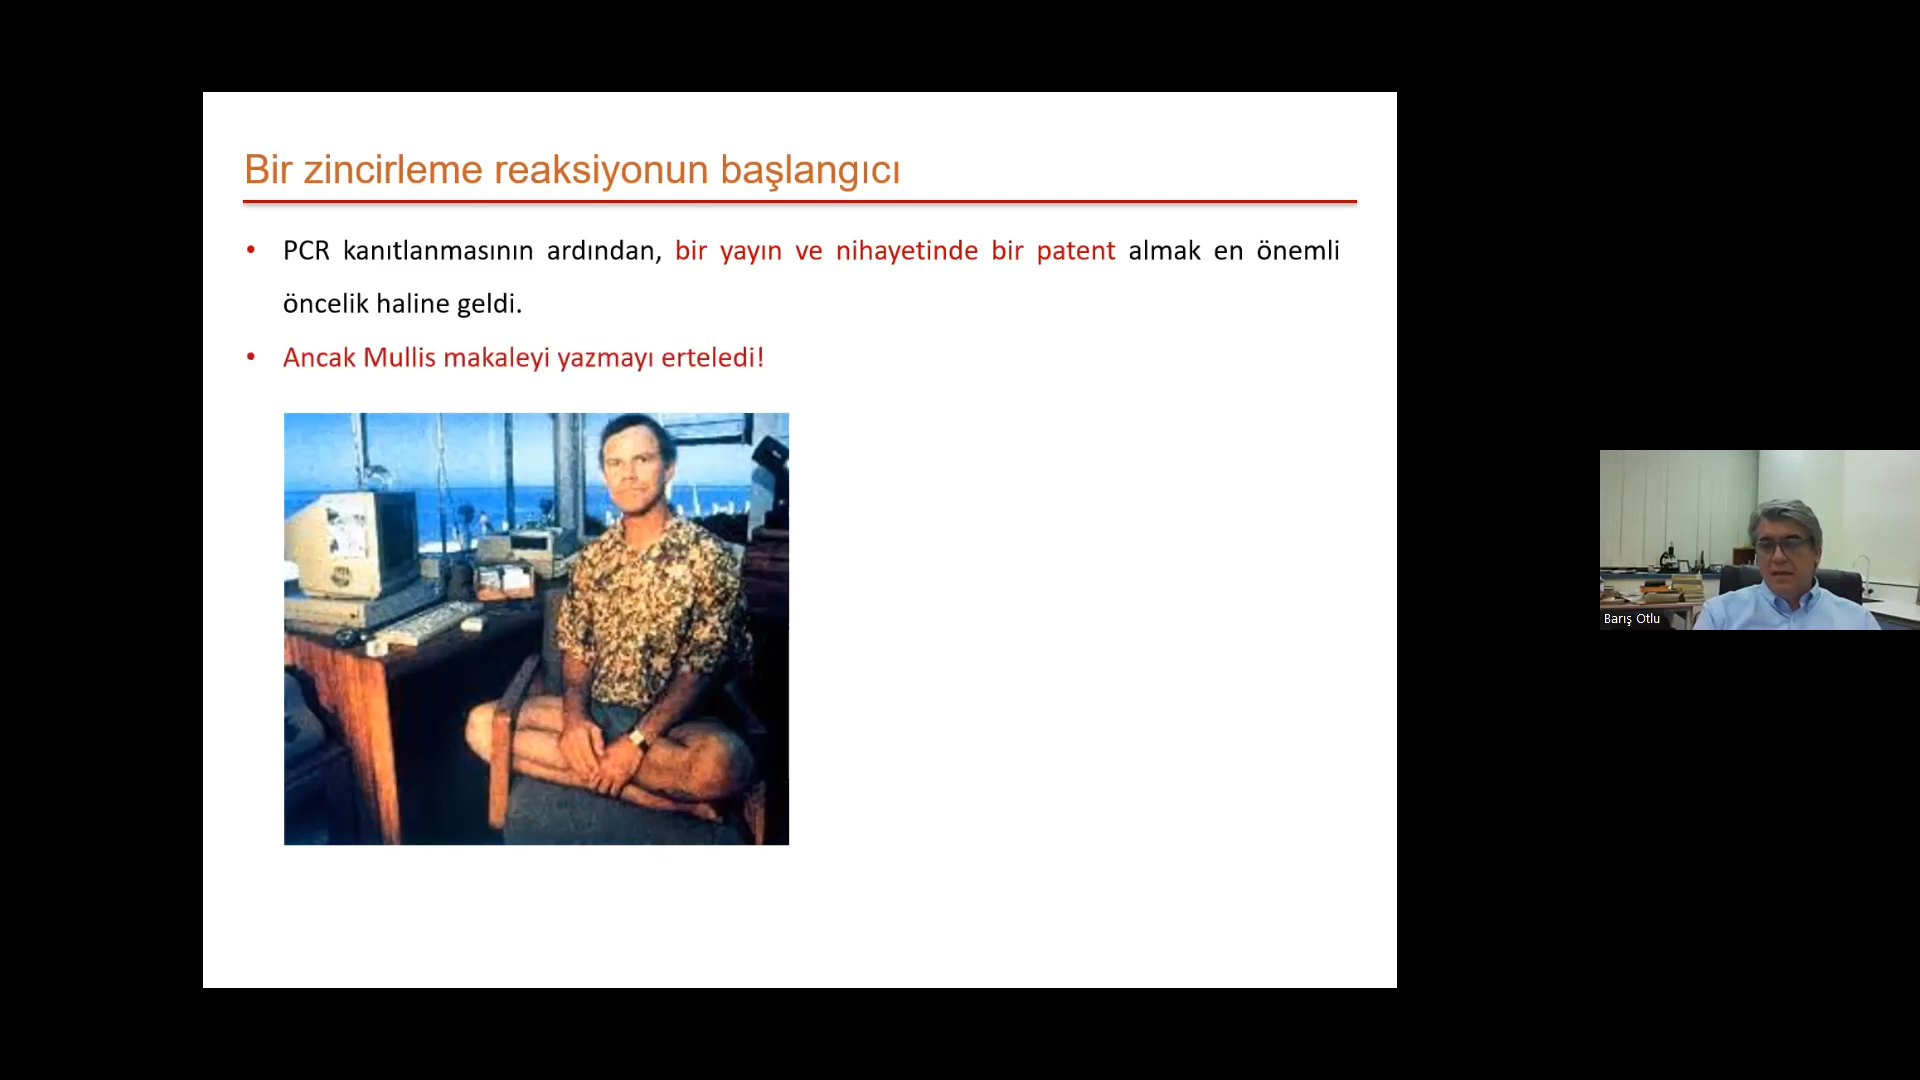 Bir zincirleme reaksiyonun başlangıcı
• PCR kanıtlanmasının ardından, bir yayın ve nihayetinde bir patent almak en önemli
öncelik haline geldi.
• Ancak Mullis makaleyi yazmayı erteledi!
Barış Otlu